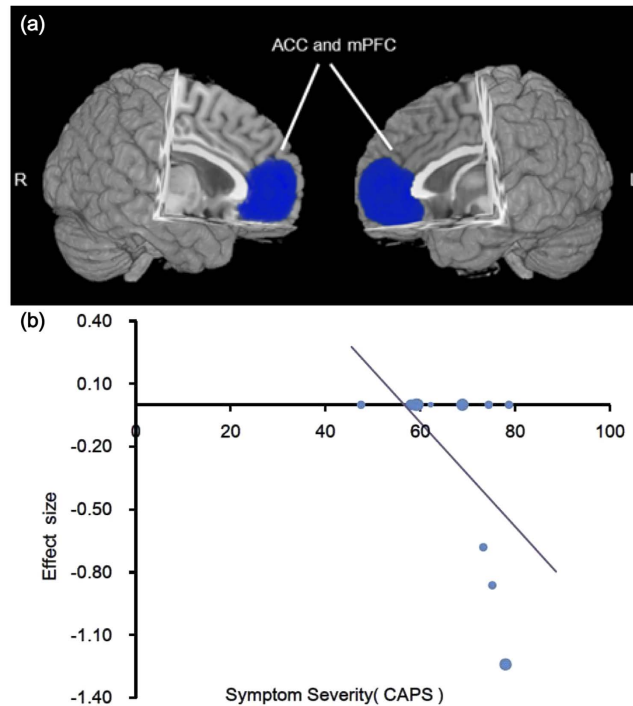 (a)
ACC and mPFC
R
(b)
0.40
0.10
0 20 40 60 80 100
-0.20
-0.50
-0.80
-1.10
-1.40
Effect size
Symptom Severity( CAPS )